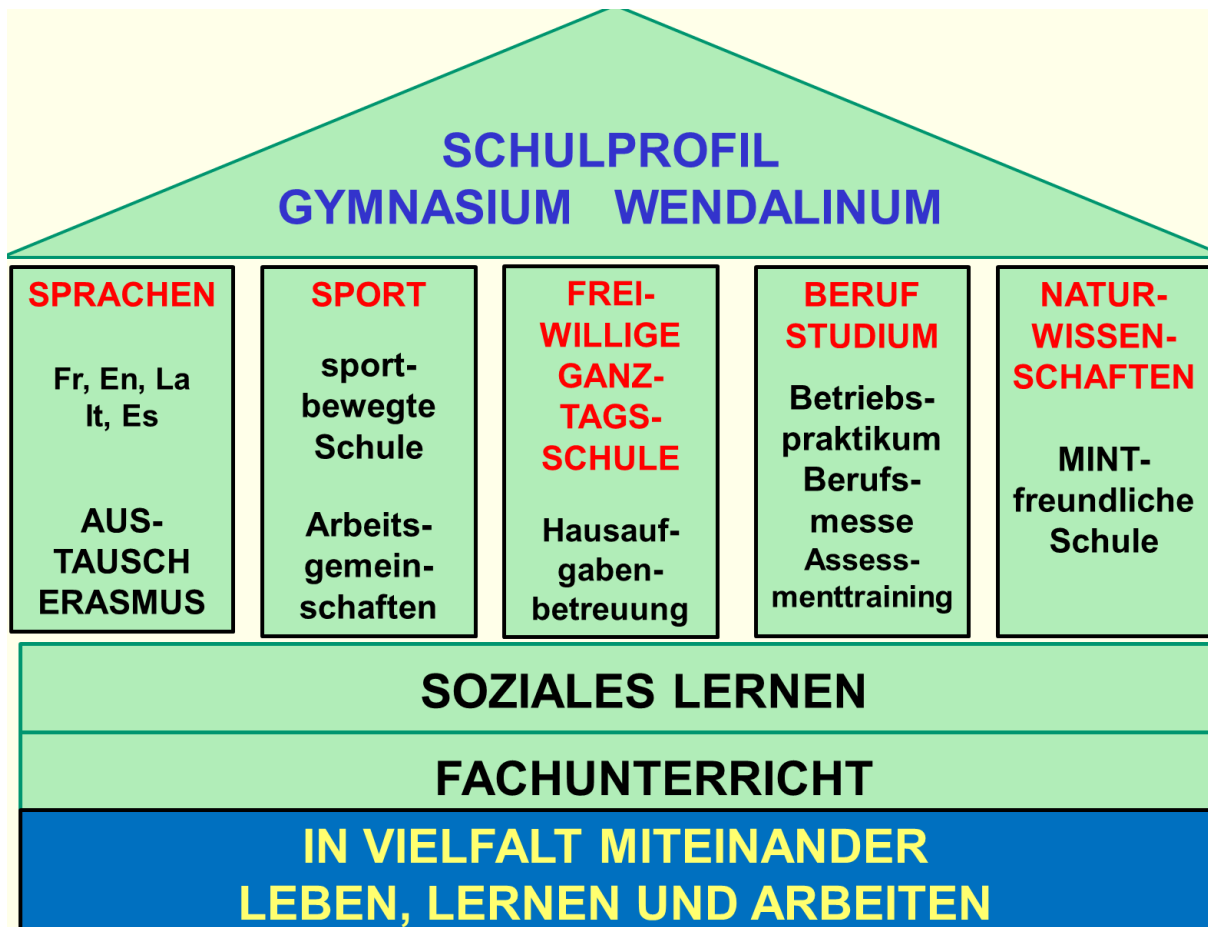 SCHULPROFIL
GYMNASIUM WENDALINUM
SPRACHEN
Fr, En, La
It, Es
AUS-
TAUSCH
ERASMUS
SPORT
sport-
bewegte
Schule
Arbeits-
gemein-
schaften
FREI-
WILLIGE
GANZ-
TAGS-
SCHULE
Hausauf-
gaben-
betreuung
BERUF
STUDIUM
Betriebs-
praktikum
Berufs-
messe
Assess-
menttraining
NATUR-
WISSEN-
SCHAFTEN
MINT-
freundliche
Schule
SOZIALES LERNEN
FACHUNTERRICHT
IN VIELFALT MITEINANDER
LEBEN, LERNEN UND ARBEITEN